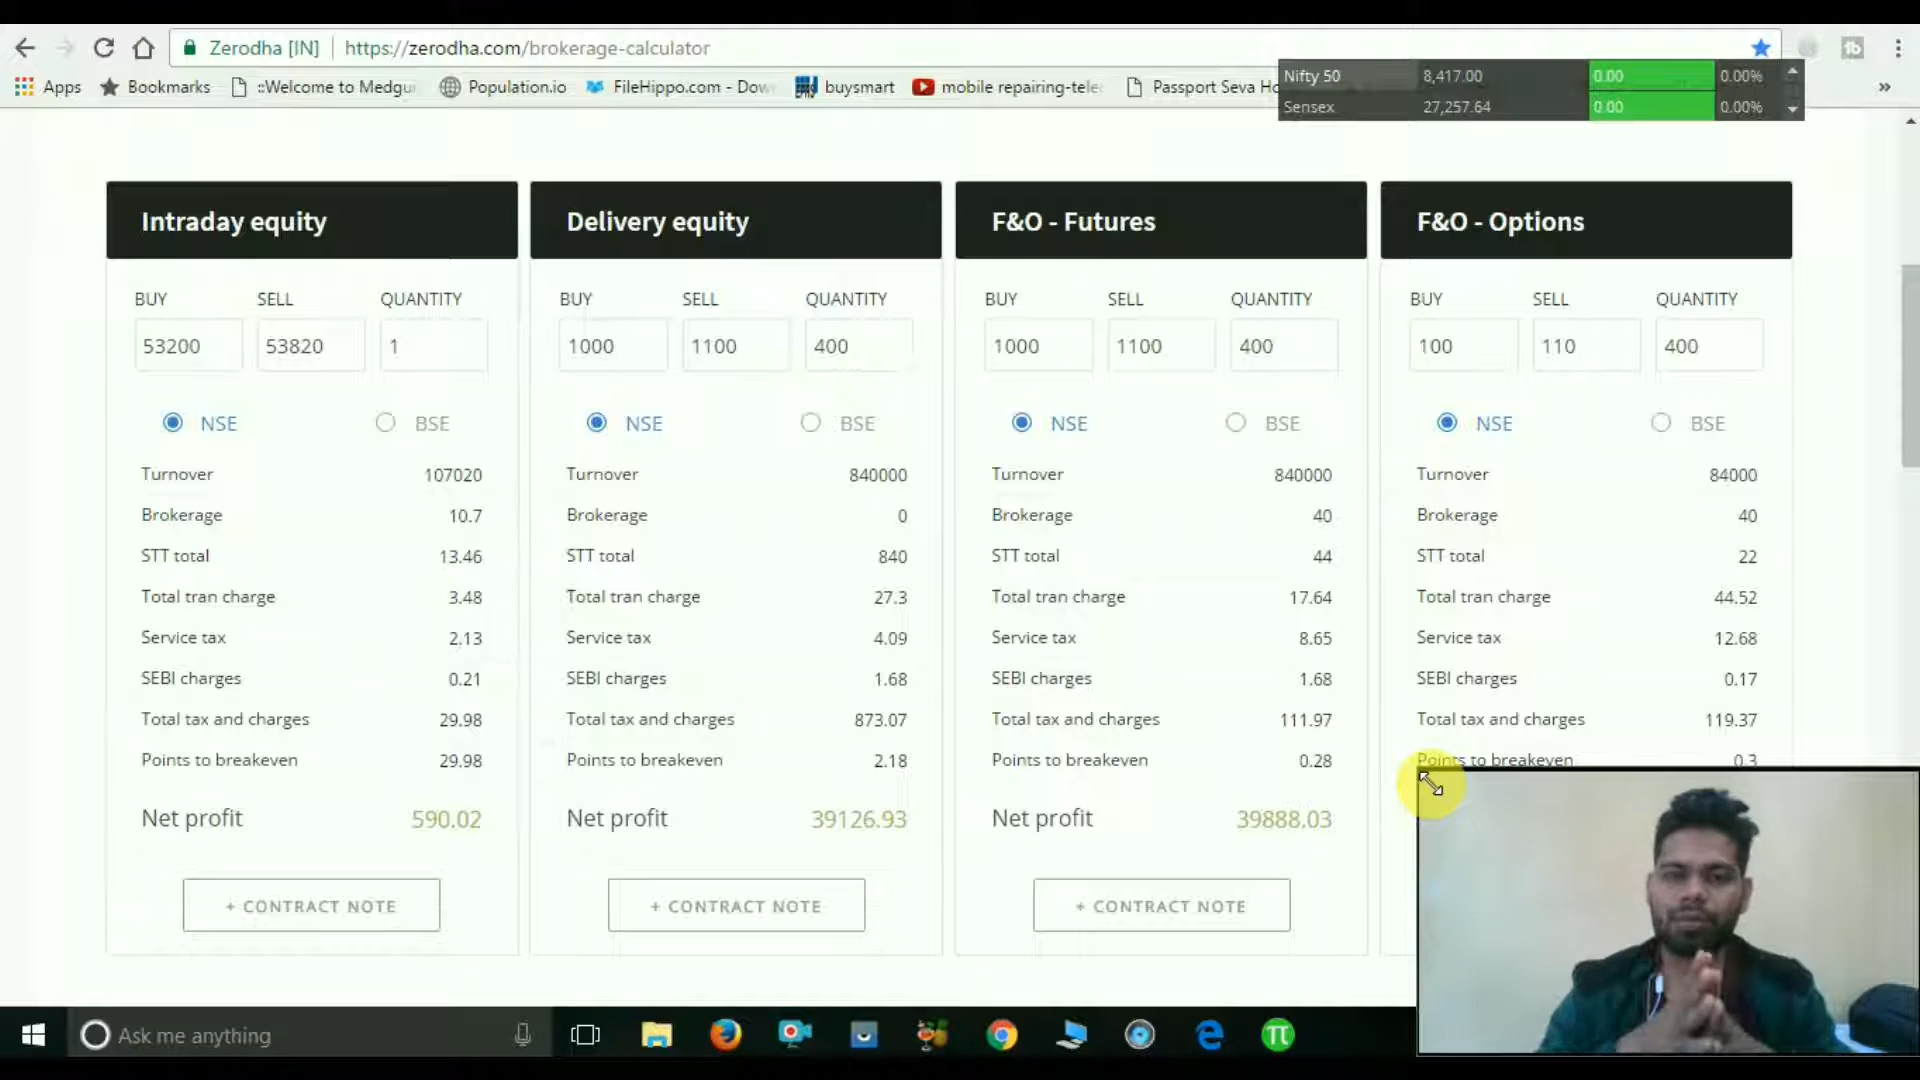 Zerodha [IN] https://zerodha.com/brokerage-calculator
Apps Bookmarks ::Welcome to Medgu Population.io FileHippo.com - Dow buysmart mobile repairing-tele Passport Seva Ho »
Nifty 50 8,417.00 0.00 0.00%
Sensex 27,257.64 0.00 0.00%
Intraday equity
BUY SELL QUANTITY
53200 53820 1
NSE BSE
Turnover 107020
Brokerage 10.7
STT total 13.46
Total tran charge 3.48
Service tax 2.13
SEBI charges 0.21
Total tax and charges 29.98
Points to breakeven 29.98
Net profit 590.02
+ CONTRACT NOTE
Delivery equity
BUY SELL QUANTITY
1000 1100 400
NSE BSE
Turnover 840000
Brokerage 0
STT total 840
Total tran charge 27.3
Service tax 4.09
SEBI charges 1.68
Total tax and charges 873.07
Points to breakeven 2.18
Net profit 39126.93
+ CONTRACT NOTE
F&O - Futures
BUY SELL QUANTITY
1000 1100 400
NSE BSE
Turnover 840000
Brokerage 40
STT total 44
Total tran charge 17.64
Service tax 8.65
SEBI charges 1.68
Total tax and charges 111.97
Points to breakeven 0.28
Net profit 39888.03
+ CONTRACT NOTE
F&O - Options
BUY SELL QUANTITY
100 110 400
NSE BSE
Turnover 84000
Brokerage 40
STT total 22
Total tran charge 44.52
Service tax 12.68
SEBI charges 0.17
Total tax and charges 119.37
Points to breakeven 0.3
Ask me anything